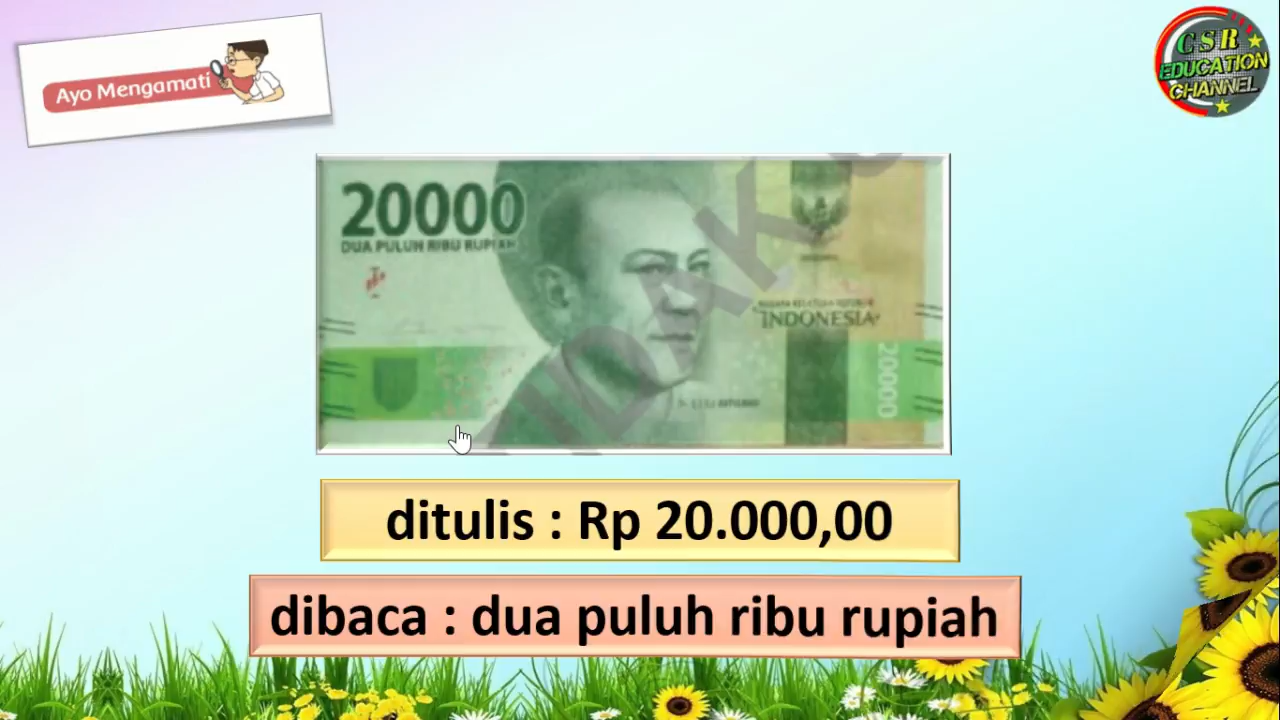 Ayo Mengamati
CSR
EDUCATION
CHANNEL
20000
DUA PULUH RIBU RUPIAH
INDONESIA
20000
ditulis : Rp 20.000,00
dibaca : dua puluh ribu rupiah